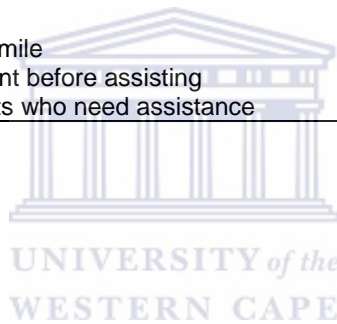 mile
nt before assisting
ts who need assistance
UNIVERSITY of the
WESTERN CAPE